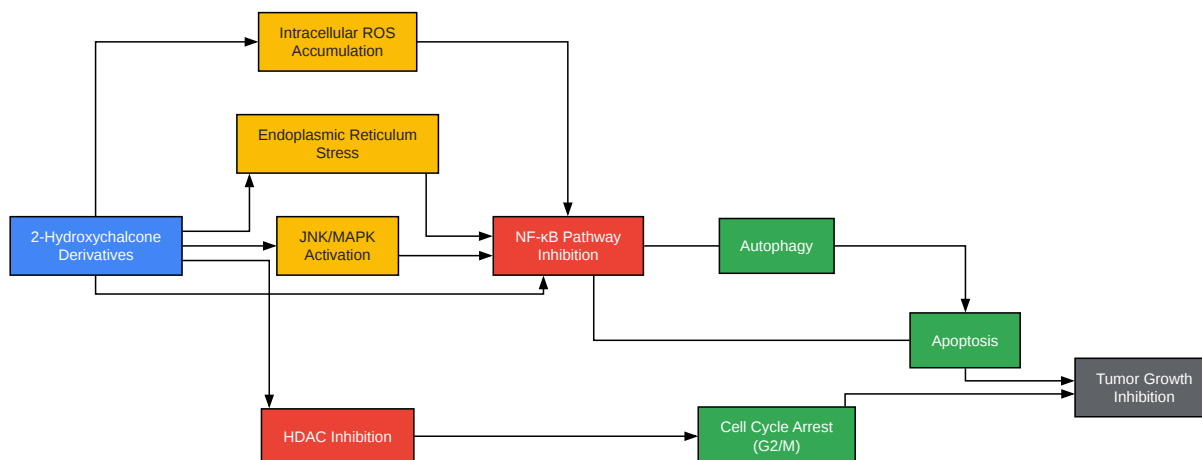 Intracellular ROS
Accumulation
Endoplasmic Reticulum
Stress
2-Hydroxychalcone
Derivatives
JNK/MAPK
Activation
NF-κB Pathway
Inhibition
Autophagy
Apoptosis
Tumor Growth
Inhibition
HDAC Inhibition
Cell Cycle Arrest
(G2/M)